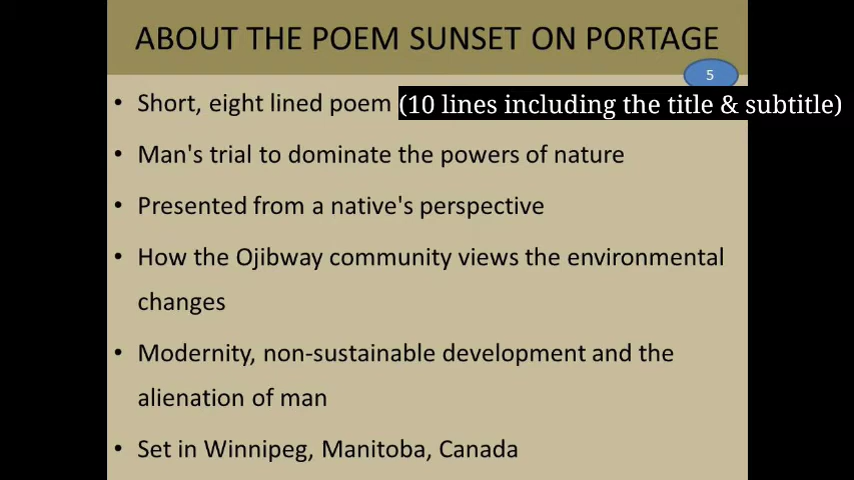 ABOUT THE POEM SUNSET ON PORTAGE
5
• Short, eight lined poem (10 lines including the title & subtitle)
• Man's trial to dominate the powers of nature
• Presented from a native's perspective
• How the Ojibway community views the environmental
changes
• Modernity, non-sustainable development and the
alienation of man
• Set in Winnipeg, Manitoba, Canada